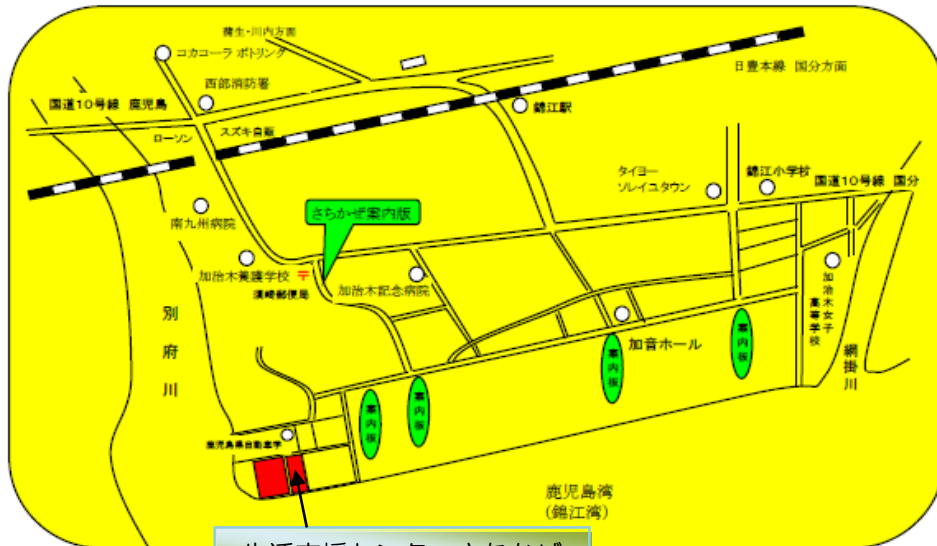 蒲生・川内方面
コカコーラ ボトリング
日豊本線 国分方面
西部消防署
国道10号線 鹿児島
錦江駅
ローソン
スズキ自販
タイヨー
ソレイユタウン
錦江小学校
国道10号線 国分
さちかぜ案内版
南九州病院
加治木養護学校
〒
須崎郵便局
加治木記念病院
加治木女子高等学校
別府川
加音ホール
網掛川
案内板
案内板
案内板
案内板
鹿児島県自動車学
鹿児島湾
(錦江湾)